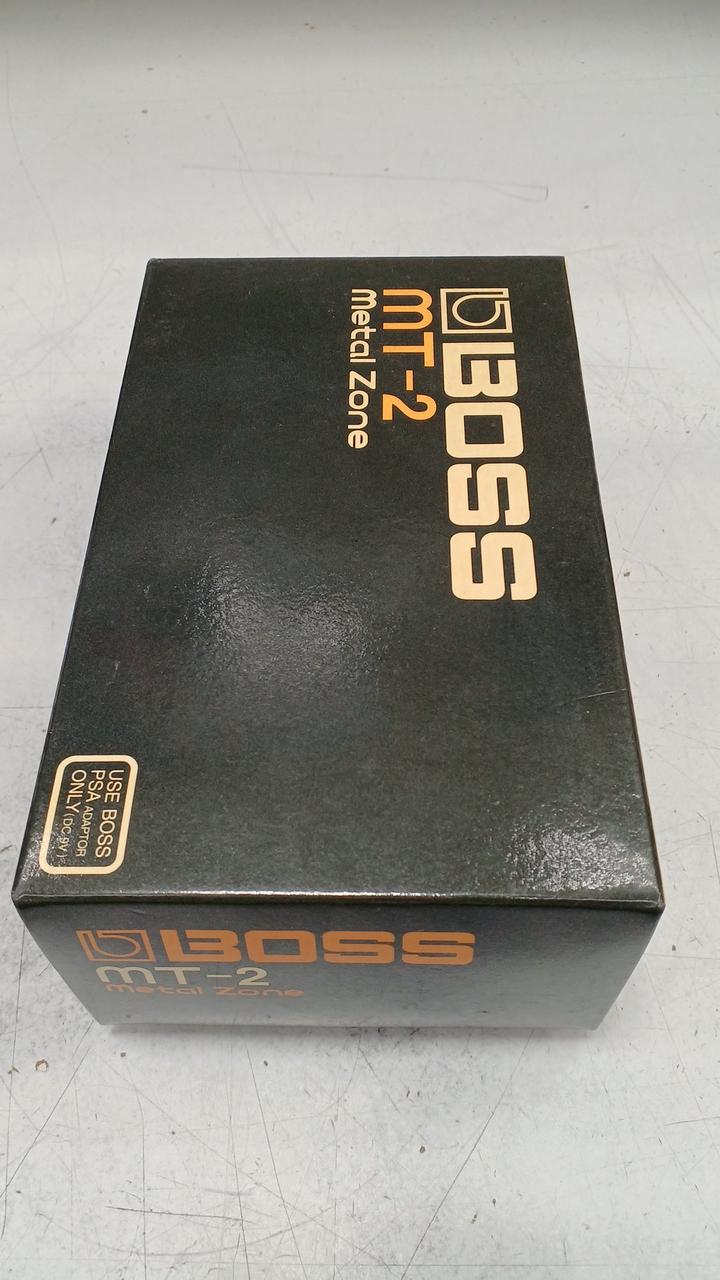 BOSS
MT-2
Metal Zone
USE BOSS
PSA ADAPTOR
ONLY (DC 9V)
BOSS
MT-2
Metal Zone